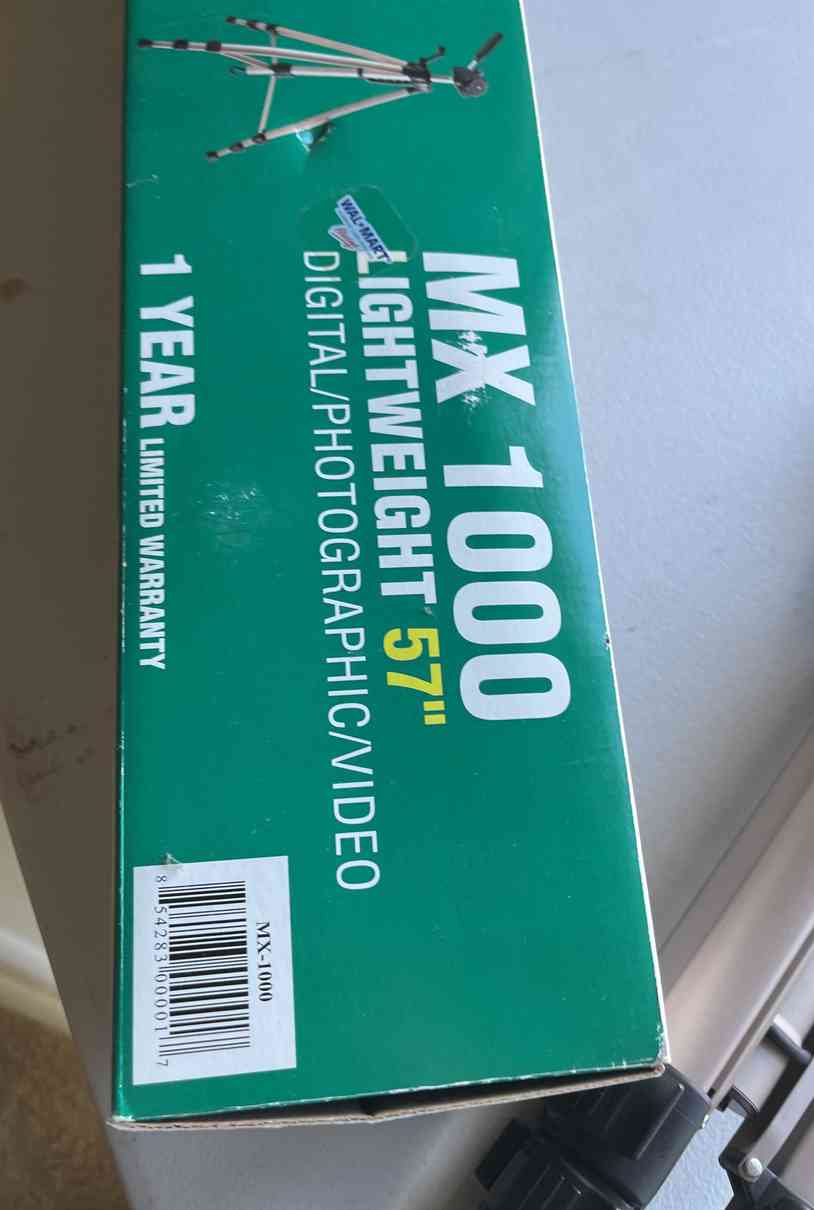 MX 1000
WAL★MART
LIGHTWEIGHT 57"
DIGITAL/PHOTOGRAPHIC/VIDEO
1 YEAR LIMITED WARRANTY
MX-1000
8 54283 00001 7